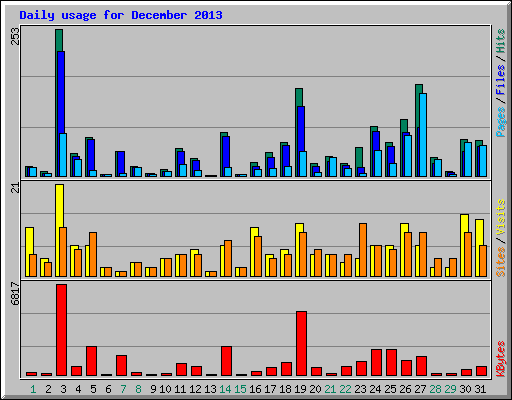 Daily usage for December 2013
253
Pages / Files / Hits
21
Sites / Visits
6817
KBytes
1 2 3 4 5 6 7 8 9 10 11 12 13 14 15 16 17 18 19 20 21 22 23 24 25 26 27 28 29 30 31